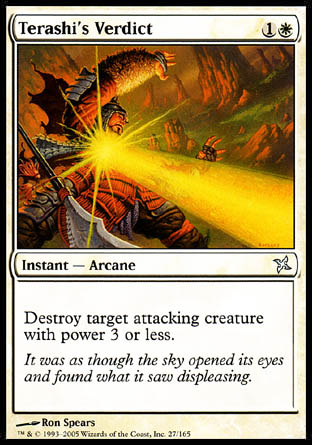 Terashi's Verdict 1
Instant — Arcane
Destroy target attacking creature
with power 3 or less.
It was as though the sky opened its eyes
and found what it saw displeasing.
Ron Spears
™ & © 1993–2005 Wizards of the Coast, Inc. 27/165